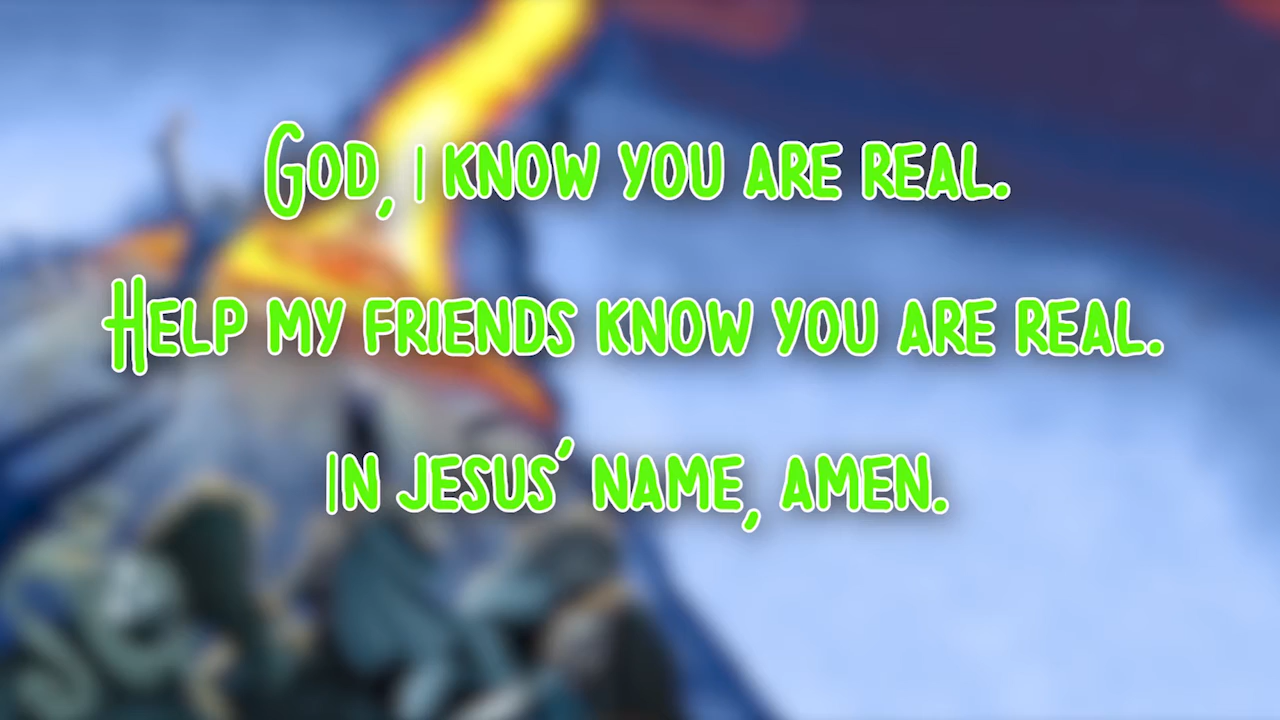 God, I know you are real.
Help my friends know you are real.
In Jesus' name, amen.